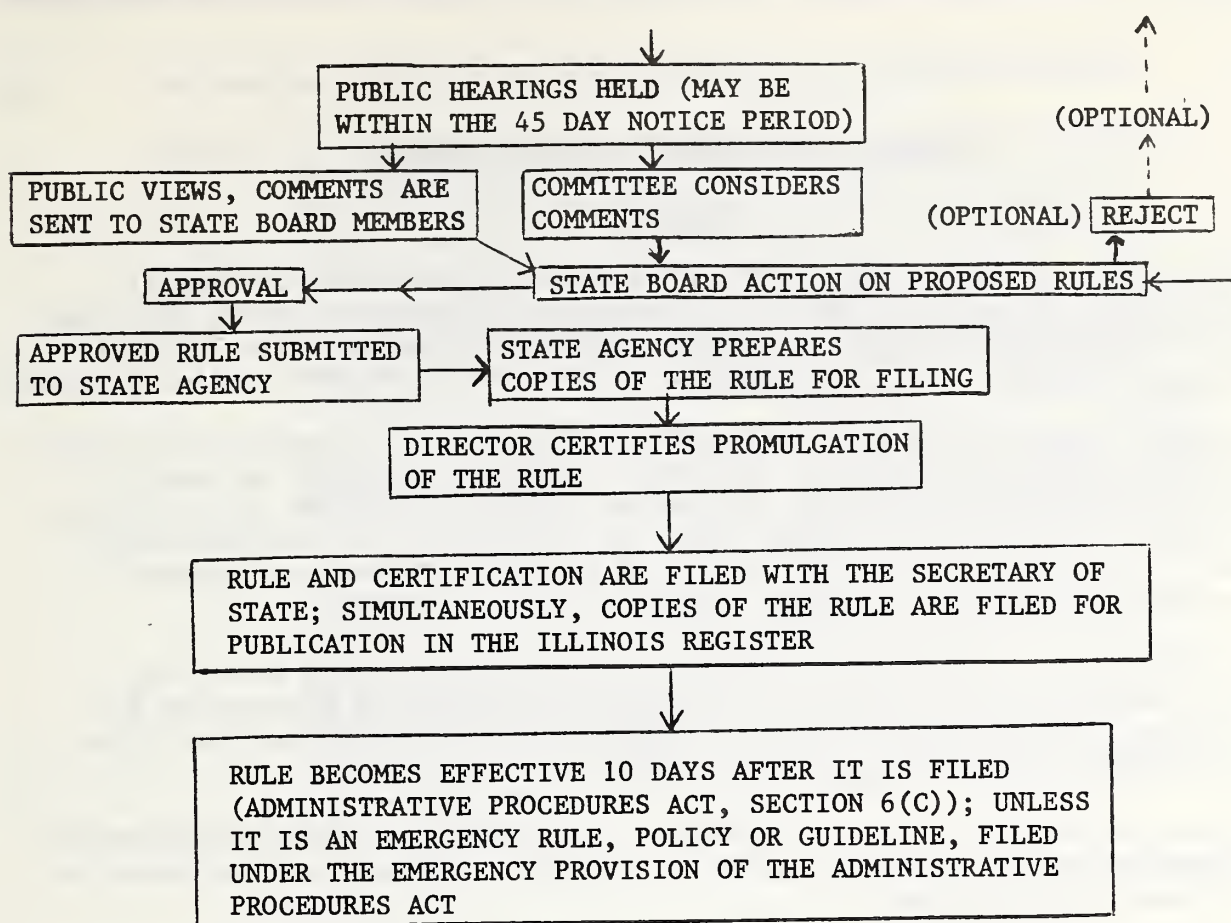 PUBLIC HEARINGS HELD (MAY BE
WITHIN THE 45 DAY NOTICE PERIOD)
(OPTIONAL)
PUBLIC VIEWS, COMMENTS ARE
SENT TO STATE BOARD MEMBERS
COMMITTEE CONSIDERS
COMMENTS
(OPTIONAL) REJECT
APPROVAL
STATE BOARD ACTION ON PROPOSED RULES
APPROVED RULE SUBMITTED
TO STATE AGENCY
STATE AGENCY PREPARES
COPIES OF THE RULE FOR FILING
DIRECTOR CERTIFIES PROMULGATION
OF THE RULE
RULE AND CERTIFICATION ARE FILED WITH THE SECRETARY OF
STATE; SIMULTANEOUSLY, COPIES OF THE RULE ARE FILED FOR
PUBLICATION IN THE ILLINOIS REGISTER
RULE BECOMES EFFECTIVE 10 DAYS AFTER IT IS FILED
(ADMINISTRATIVE PROCEDURES ACT, SECTION 6(C)); UNLESS
IT IS AN EMERGENCY RULE, POLICY OR GUIDELINE, FILED
UNDER THE EMERGENCY PROVISION OF THE ADMINISTRATIVE
PROCEDURES ACT